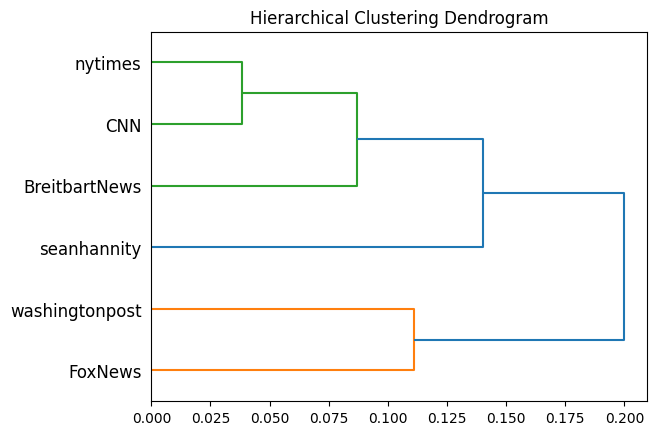 Hierarchical Clustering Dendrogram
nytimes
CNN
BreitbartNews
seanhannity
washingtonpost
FoxNews
0.000 0.025 0.050 0.075 0.100 0.125 0.150 0.175 0.200